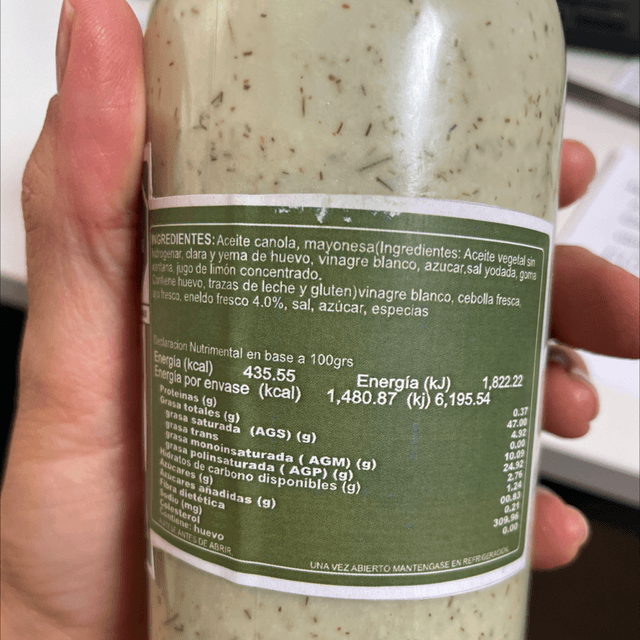 INGREDIENTES: Aceite canola, mayonesa(Ingredientes: Aceite vegetal sin
hidrogenar, clara y yema de huevo, vinagre blanco, azucar,sal yodada, goma
xantana, jugo de limón concentrado.
Contiene huevo, trazas de leche y gluten)vinagre blanco, cebolla fresca,
ajo fresco, eneldo fresco 4.0%, sal, azúcar, especias
Declaracion Nutrimental en base a 100grs
Energía (kcal) 435.55 Energía (kJ) 1,822.22
Energia por envase (kcal) 1,480.87 (kj) 6,195.54
Proteinas (g) 0.37
Grasa totales (g) 47.00
grasa saturada (AGS) (g) 4.92
grasa trans 0.00
grasa monoinsaturada ( AGM) (g) 10.09
grasa polinsaturada ( AGP) (g) 24.92
Hidratos de carbono disponibles (g) 2.76
Azúcares (g) 1.24
Azucares añadidas (g) 00.83
Fibra dietética 0.21
Sodio (mg) 309.96
Colesterol 0.00
Contiene: huevo
ANTES DE ABRIR
UNA VEZ ABIERTO MANTENGASE EN REFRIGERACION